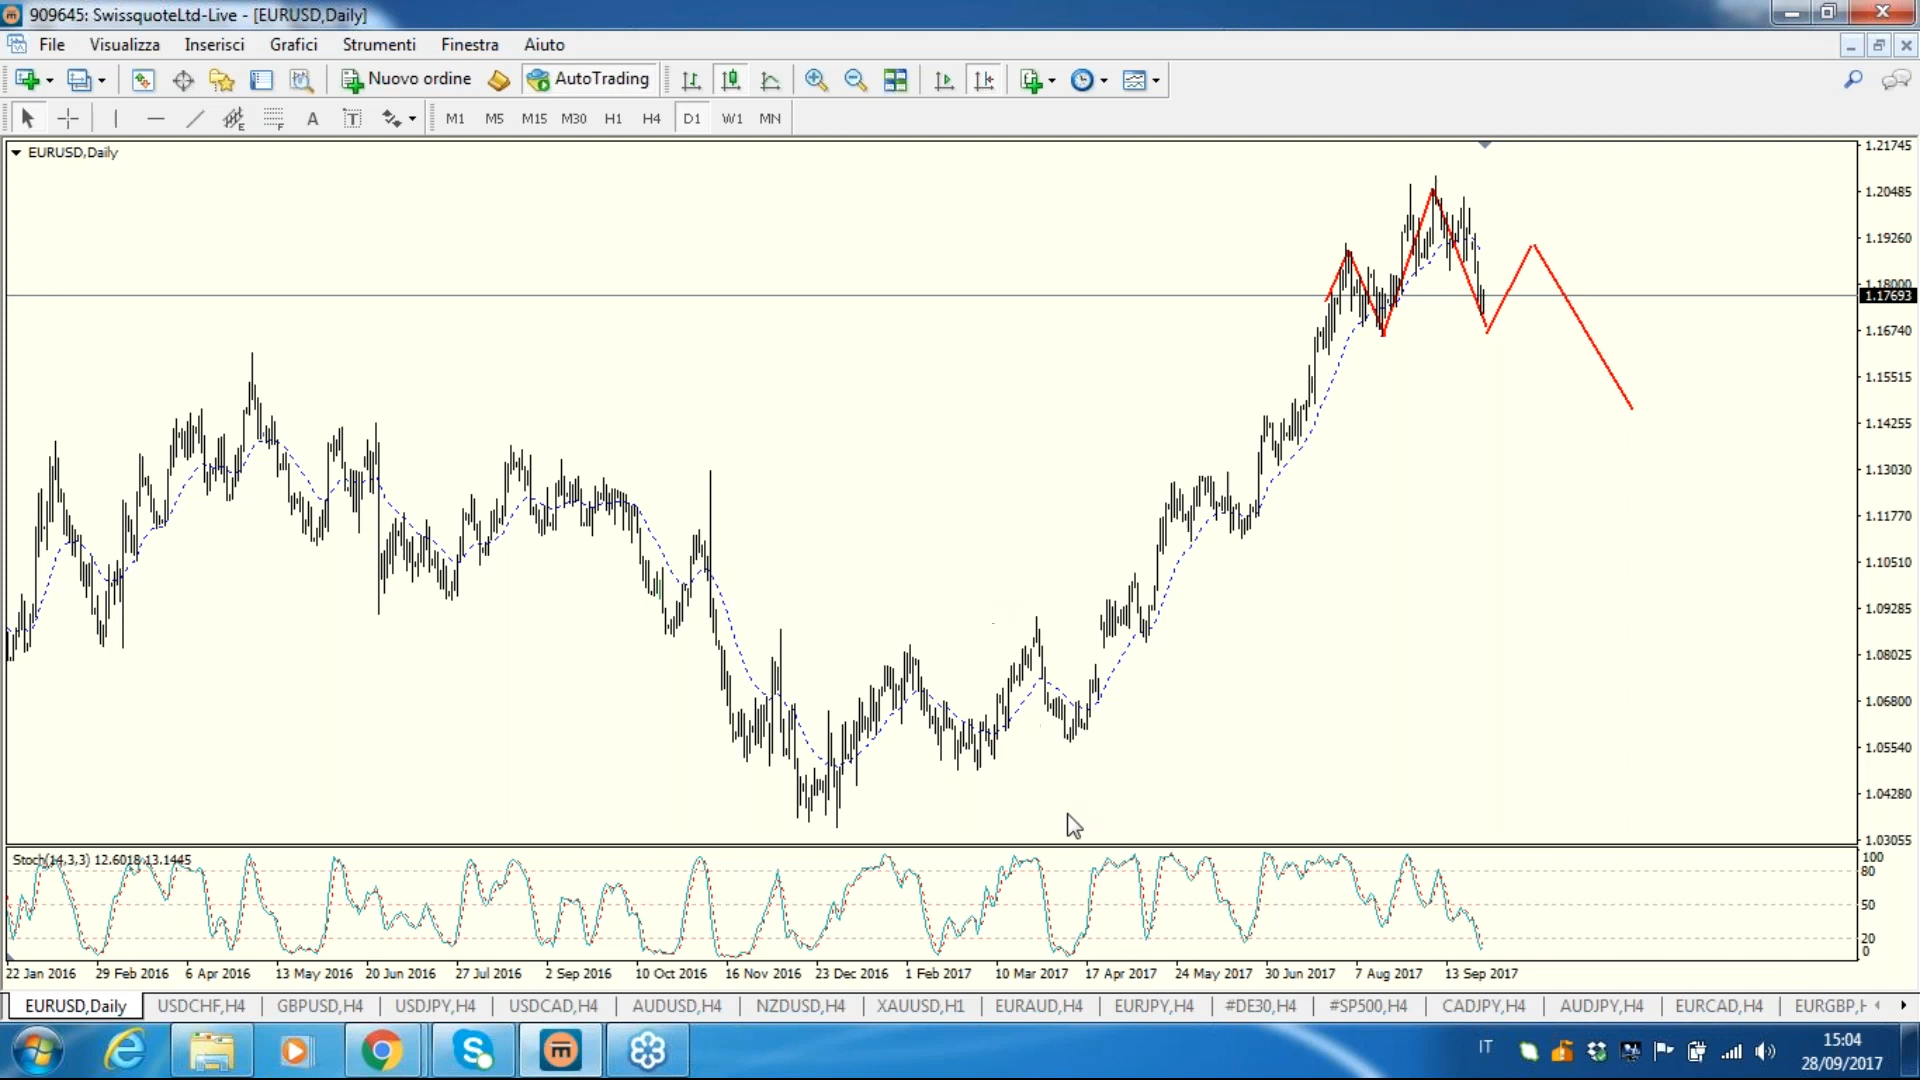 909645: SwissquoteLtd-Live - [EURUSD,Daily]
File Visualizza Inserisci Grafici Strumenti Finestra Aiuto
Nuovo ordine AutoTrading
A T M1 M5 M15 M30 H1 H4 D1 W1 MN
EURUSD,Daily
1.21745
1.20485
1.19260
1.18000
1.17693
1.16740
1.15515
1.14255
1.13030
1.11770
1.10510
1.09285
1.08025
1.06800
1.05540
1.04280
1.03055
Stoch(14,3,3) 12.6018 13.1445
100
80
50
20
0
22 Jan 2016 29 Feb 2016 6 Apr 2016 13 May 2016 20 Jun 2016 27 Jul 2016 2 Sep 2016 10 Oct 2016 16 Nov 2016 23 Dec 2016 1 Feb 2017 10 Mar 2017 17 Apr 2017 24 May 2017 30 Jun 2017 7 Aug 2017 13 Sep 2017
EURUSD,Daily USDCHF,H4 GBPUSD,H4 USDJPY,H4 USDCAD,H4 AUDUSD,H4 NZDUSD,H4 XAUUSD,H1 EURAUD,H4 EURJPY,H4 #DE30,H4 #SP500,H4 CADJPY,H4 AUDJPY,H4 EURCAD,H4 EURGBP,H
IT 15:04
28/09/2017